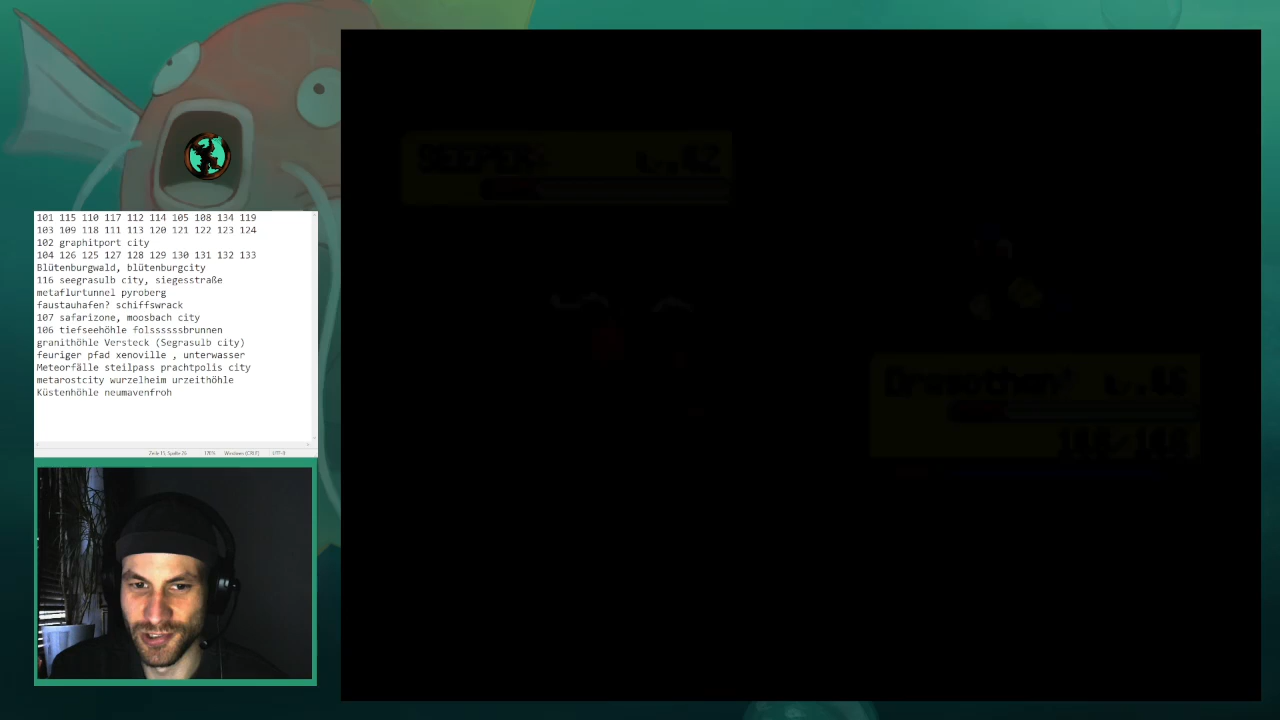 101 115 110 117 112 114 105 108 134 119
103 109 118 111 113 120 121 122 123 124
102 graphitport city
104 126 125 127 128 129 130 131 132 133
Blütenburgwald, blütenburgcity
116 seegrasulb city, siegesstraße
metaflurtunnel pyroberg
faustauhafen? schiffswrack
107 safarizone, moosbach city
106 tiefseehöhle folssssssbrunnen
granithöhle Versteck (Segrasulb city)
feuriger pfad xenoville , unterwasser
Meteorfälle steilpass prachtpolis city
metarostcity wurzelheim urzeithöhle
Küstenhöhle neumavenfroh